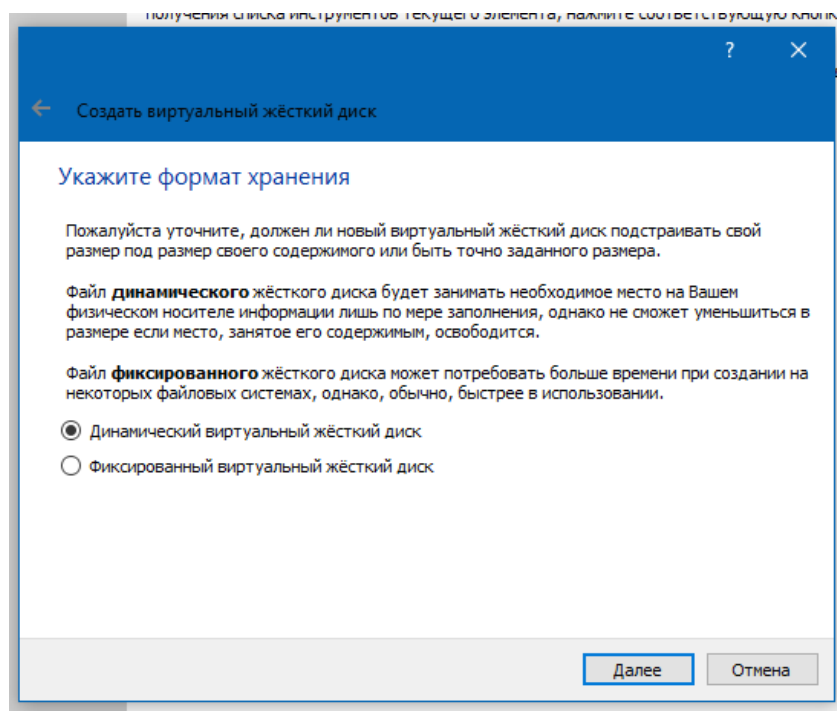 получения списка инструментов текущего элемента, нажмите соответствующую кнопк
?
Создать виртуальный жёсткий диск
Укажите формат хранения
Пожалуйста уточните, должен ли новый виртуальный жёсткий диск подстраивать свой
размер под размер своего содержимого или быть точно заданного размера.
Файл динамического жёсткого диска будет занимать необходимое место на Вашем
физическом носителе информации лишь по мере заполнения, однако не сможет уменьшиться в
размере если место, занятое его содержимым, освободится.
Файл фиксированного жёсткого диска может потребовать больше времени при создании на
некоторых файловых системах, однако, обычно, быстрее в использовании.
Динамический виртуальный жёсткий диск
Фиксированный виртуальный жёсткий диск
Далее Отмена